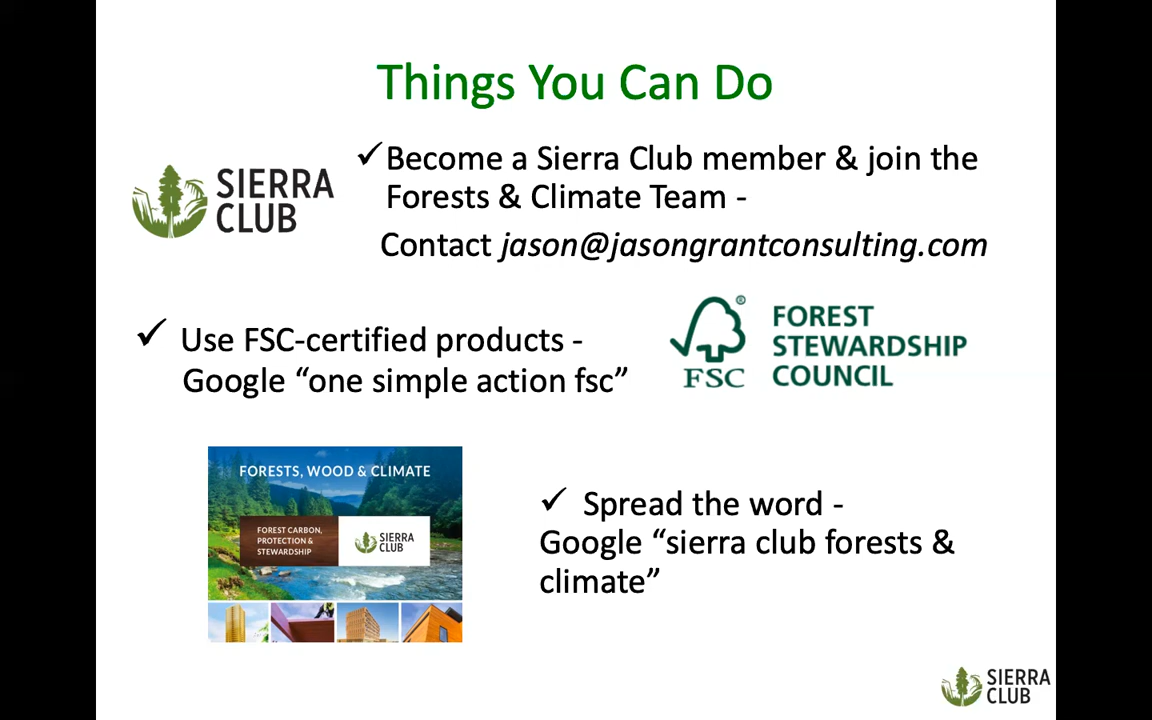 Things You Can Do
✓Become a Sierra Club member & join the
Forests & Climate Team -
Contact jason@jasongrantconsulting.com
SIERRA
CLUB
✓ Use FSC-certified products -
Google “one simple action fsc”
®
FSC
FOREST
STEWARDSHIP
COUNCIL
FORESTS, WOOD & CLIMATE
FOREST CARBON,
PROTECTION &
STEWARDSHIP
SIERRA
CLUB
✓ Spread the word -
Google “sierra club forests &
climate”
SIERRA
CLUB